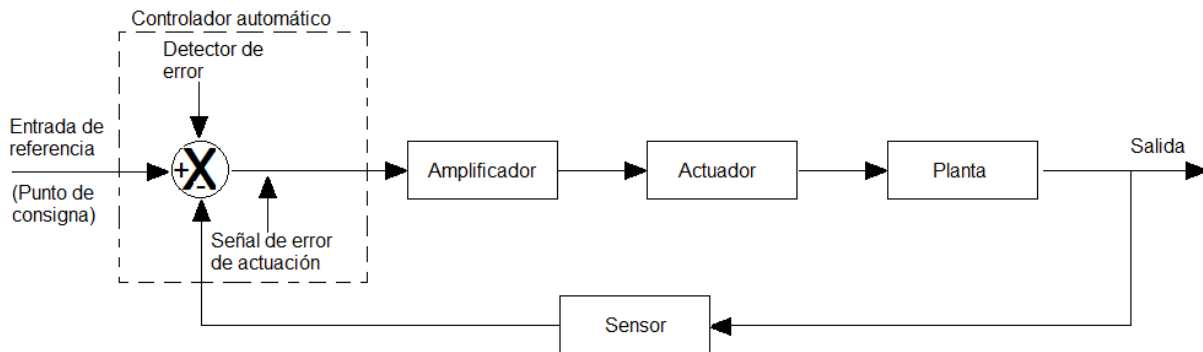 Controlador automático
Detector de
error
Entrada de
referencia
(Punto de
consigna)
+
X
-
Señal de error
de actuación
Amplificador
Actuador
Planta
Salida
Sensor